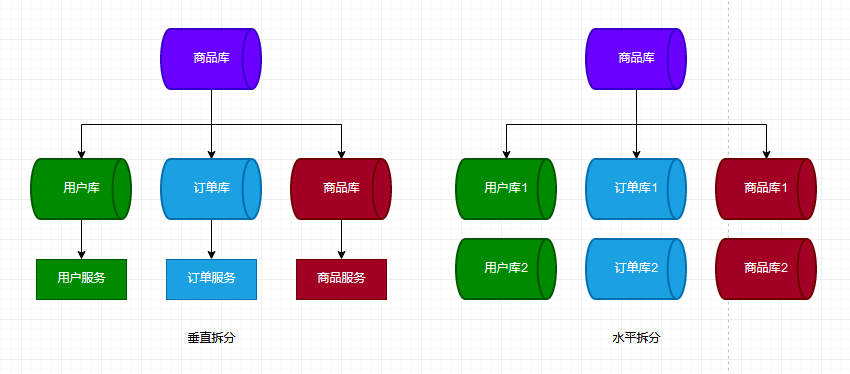 商品库
用户库
订单库
商品库
用户服务
订单服务
商品服务
垂直拆分
商品库
用户库1
订单库1
商品库1
用户库2
订单库2
商品库2
水平拆分